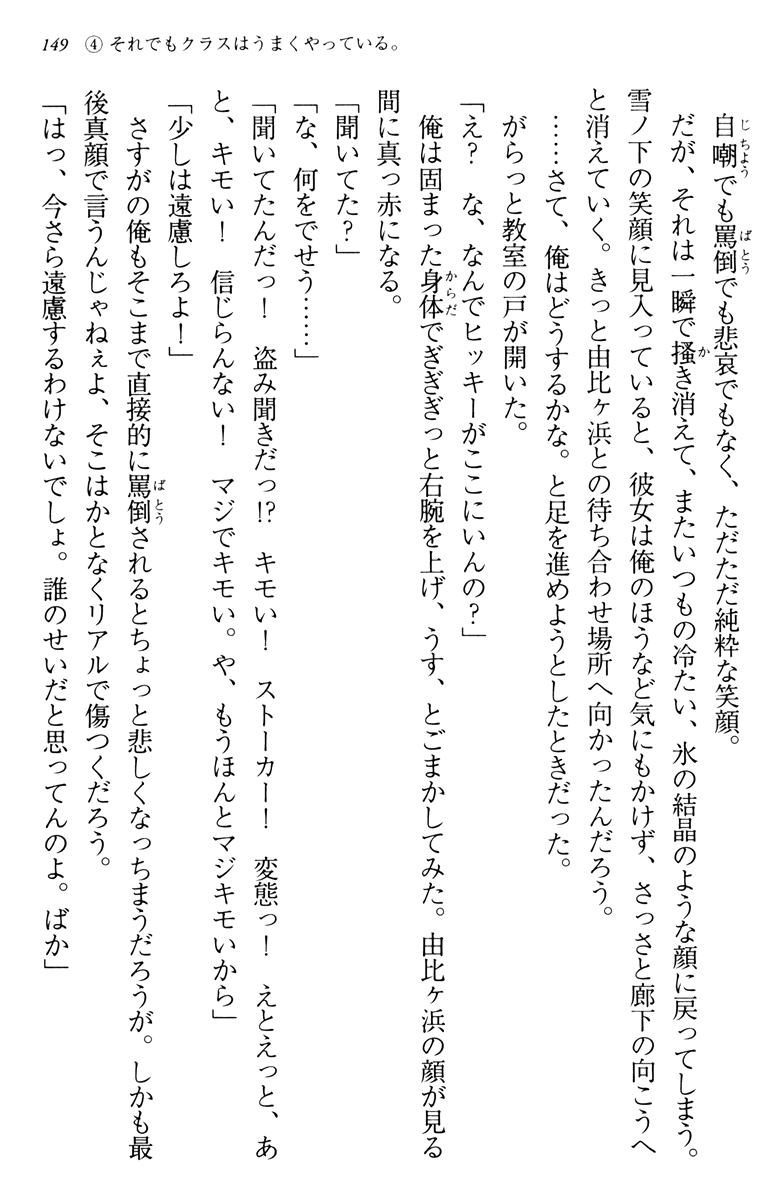 149 ④ それでもクラスはうまくやっている。
自嘲でも罵倒でも悲哀でもなく、ただただ純粋な笑顔。
だが、それは一瞬で掻き消えて、またいつもの冷たい、氷の結晶のような顔に戻ってしまう。
雪ノ下の笑顔に見入っていると、彼女は俺のほうなど気にもかけず、さっさと廊下の向こうへ
と消えていく。きっと由比ヶ浜との待ち合わせ場所へ向かったんだろう。
……さて、俺はどうするかな。と足を進めようとしたときだった。
がらっと教室の戸が開いた。
「え?　な、なんでヒッキーがここにいんの?」
俺は固まった身体でぎぎぎっと右腕を上げ、うす、とごまかしてみた。由比ヶ浜の顔が見る
間に真っ赤になる。
「聞いてた?」
「な、何をでせう……」
「聞いてたんだっ!　盗み聞きだっ!?　キモい!　ストーカー!　変態っ!　えとえっと、あ
と、キモい!　信じらんない!　マジでキモい。や、もうほんとマジキモいから」
「少しは遠慮しろよ!」
さすがの俺もそこまで直接的に罵倒されるとちょっと悲しくなっちまうだろうが。しかも最
後真顔で言うんじゃねぇよ、そこはかとなくリアルで傷つくだろう。
「はっ、今さら遠慮するわけないでしょ。誰のせいだと思ってんのよ。ばか」